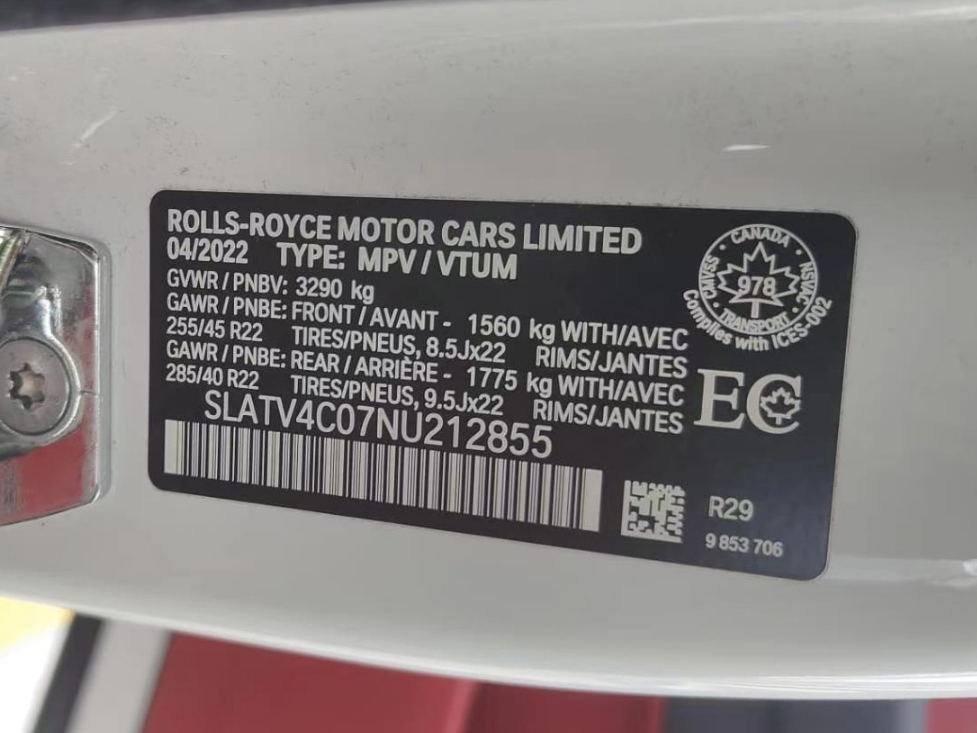 ROLLS-ROYCE MOTOR CARS LIMITED
04/2022 TYPE: MPV / VTUM
GVWR / PNBV: 3290 kg
GAWR / PNBE: FRONT / AVANT - 1560 kg WITH/AVEC
255/45 R22 TIRES/PNEUS, 8.5Jx22 RIMS/JANTES
GAWR / PNBE: REAR / ARRIÈRE - 1775 kg WITH/AVEC
285/40 R22 TIRES/PNEUS, 9.5Jx22 RIMS/JANTES
SLATV4C07NU212855
CANADA
CMVSS
978
NSVAC
TRANSPORT
Complies with ICES-002
EC
R29
9 853 706